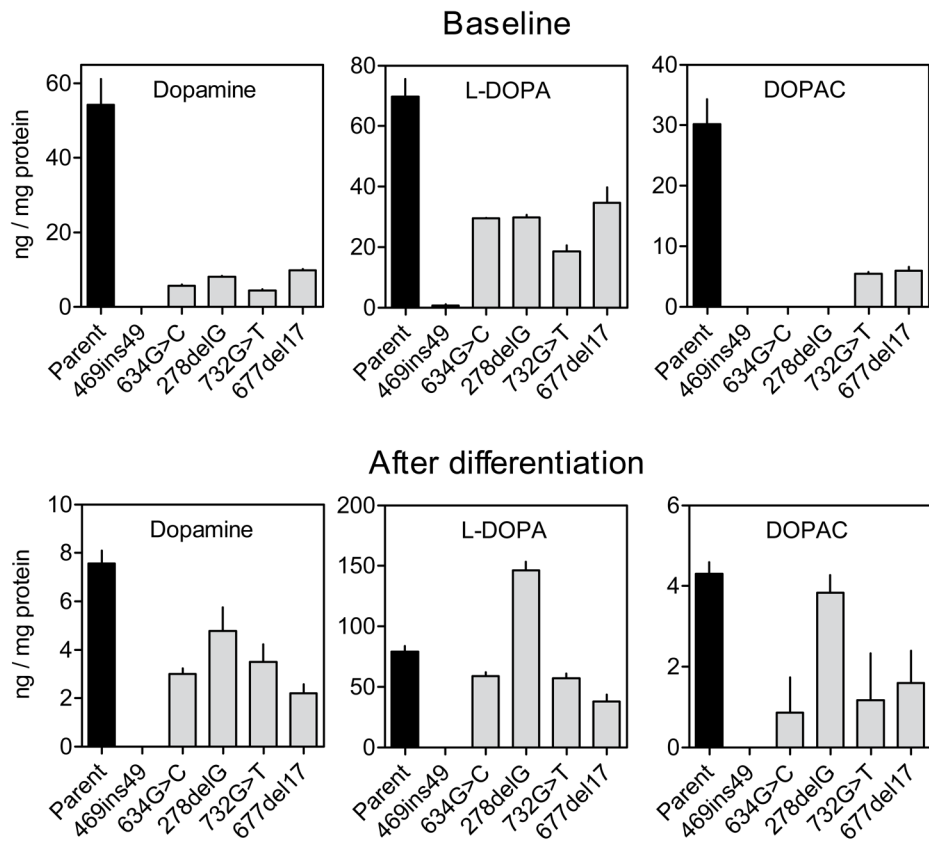 Baseline
Dopamine
L-DOPA
DOPAC
ng / mg protein
60
40
20
0
80
60
40
20
0
40
30
20
10
0
Parent
469ins49
634G>C
278delG
732G>T
677del17
Parent
469ins49
634G>C
278delG
732G>T
677del17
Parent
469ins49
634G>C
278delG
732G>T
677del17
After differentiation
Dopamine
L-DOPA
DOPAC
ng / mg protein
10
8
6
4
2
0
200
150
100
50
0
6
4
2
0
Parent
469ins49
634G>C
278delG
732G>T
677del17
Parent
469ins49
634G>C
278delG
732G>T
677del17
Parent
469ins49
634G>C
278delG
732G>T
677del17